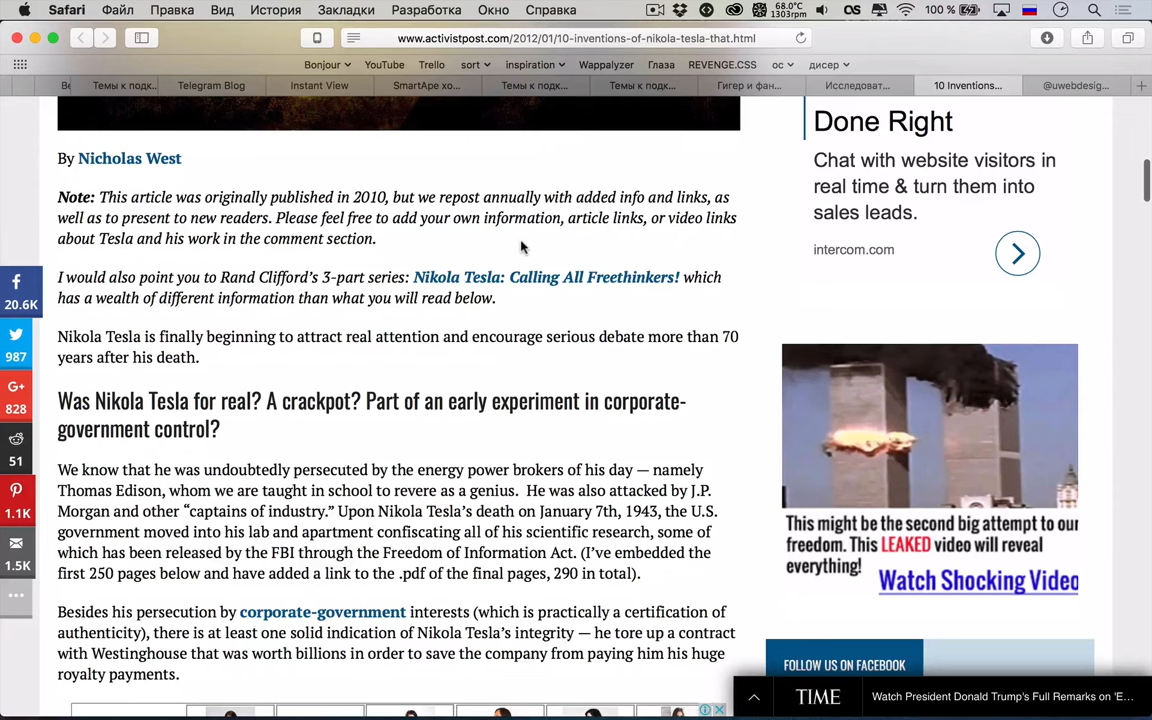 Safari Файл Правка Вид История Закладки Разработка Окно Справка 68.0°C 1303rpm 100 %
www.activistpost.com/2012/01/10-inventions-of-nikola-tesla-that.html
Bonjour YouTube Trello sort inspiration Wappalyzer Глаза REVENGE.CSS ос дисер
Be Темы к подк... Telegram Blog Instant View SmartApe хо... Темы к подк... Темы к подк... Гигер и фан... Исследоват... 10 Inventions... @uwebdesig...
By Nicholas West
Note: This article was originally published in 2010, but we repost annually with added info and links, as
well as to present to new readers. Please feel free to add your own information, article links, or video links
about Tesla and his work in the comment section.
I would also point you to Rand Clifford's 3-part series: Nikola Tesla: Calling All Freethinkers! which
has a wealth of different information than what you will read below.
Nikola Tesla is finally beginning to attract real attention and encourage serious debate more than 70
years after his death.
Was Nikola Tesla for real? A crackpot? Part of an early experiment in corporate-
government control?
We know that he was undoubtedly persecuted by the energy power brokers of his day — namely
Thomas Edison, whom we are taught in school to revere as a genius. He was also attacked by J.P.
Morgan and other “captains of industry.” Upon Nikola Tesla’s death on January 7th, 1943, the U.S.
government moved into his lab and apartment confiscating all of his scientific research, some of
which has been released by the FBI through the Freedom of Information Act. (I’ve embedded the
first 250 pages below and have added a link to the .pdf of the final pages, 290 in total).
Besides his persecution by corporate-government interests (which is practically a certification of
authenticity), there is at least one solid indication of Nikola Tesla’s integrity — he tore up a contract
with Westinghouse that was worth billions in order to save the company from paying him his huge
royalty payments.
20.6K
987
G+
828
51
1.1K
1.5K
Done Right
Chat with website visitors in
real time & turn them into
sales leads.
intercom.com
This might be the second big attempt to our
freedom. This LEAKED video will reveal
everything!
Watch Shocking Video
FOLLOW US ON FACEBOOK
TIME Watch President Donald Trump's Full Remarks on 'E...